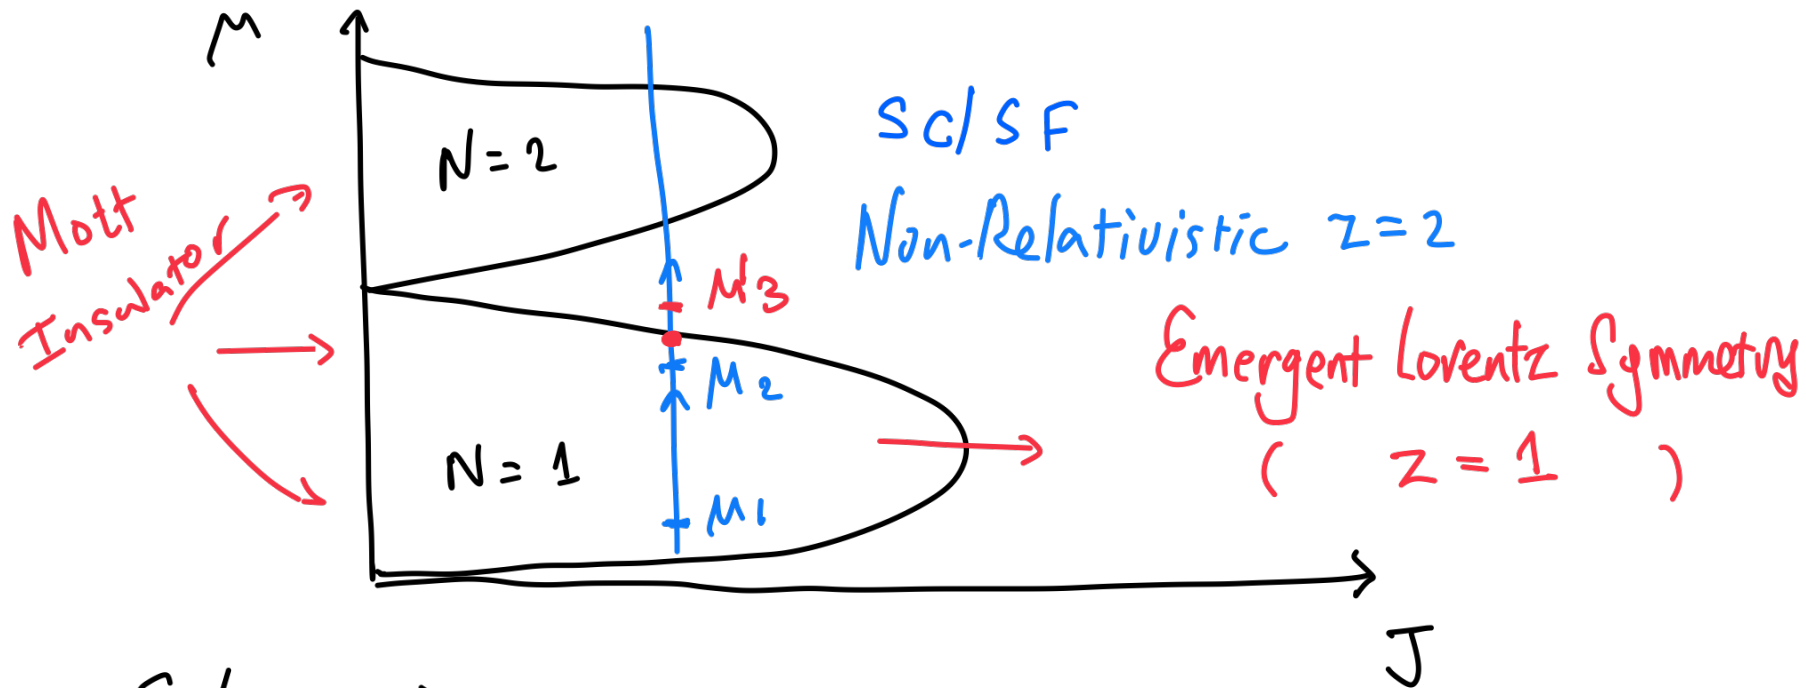 μ
SC/SF
N=2
Mott
Insulator
Non-Relativistic z=2
μ3
Emergent Lorentz Symmetry
μ2
N=1
( z=1 )
μ1
J